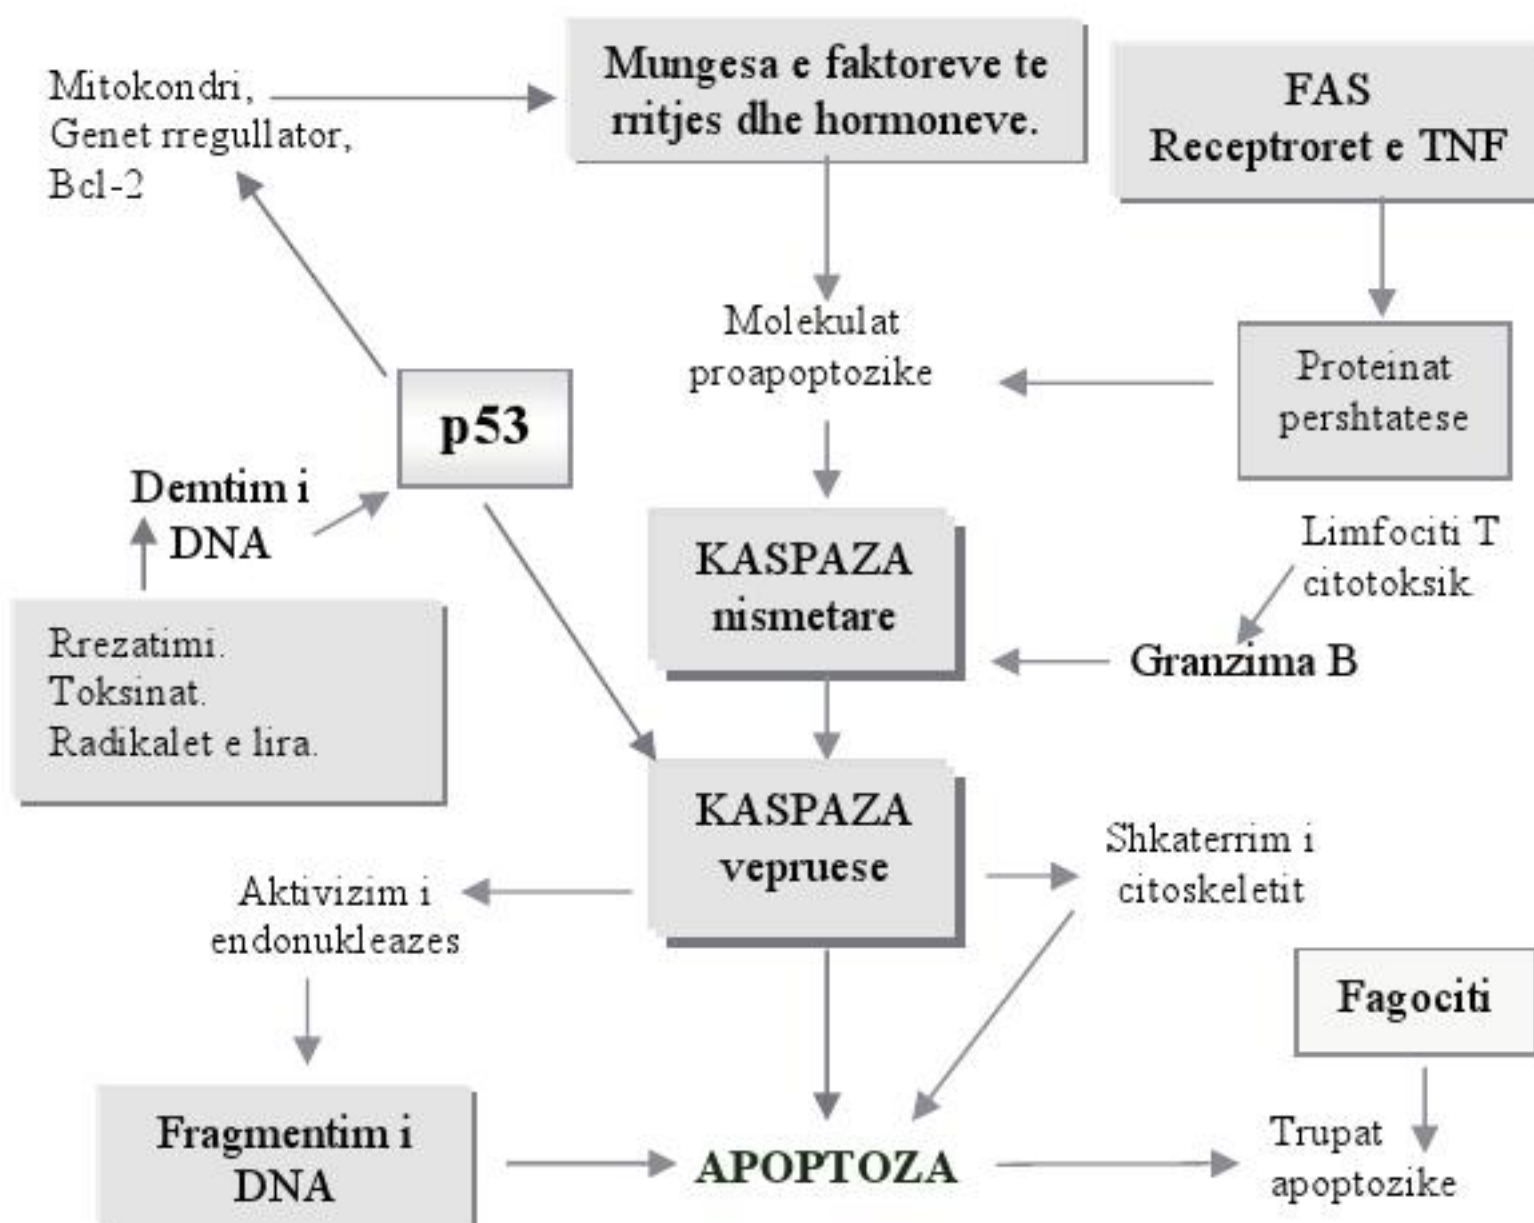 Mitokondri,
Genet rregullator,
Bcl-2
Mungesa e faktoreve te
rritjes dhe hormoneve.
FAS
Receptroret e TNF
Molekulat
proapoptozike
Proteinat
pershtatese
p53
Demtim i
DNA
Rrezatimi.
Toksinat.
Radikalet e lira.
KASPAZA
nismetare
Limfociti T
citotoksik
Granzima B
KASPAZA
vepruese
Shkaterrim i
citoskeletit
Aktivizim i
endonukleazes
Fagociti
Fragmentim i
DNA
APOPTOZA
Trupat
apoptozike